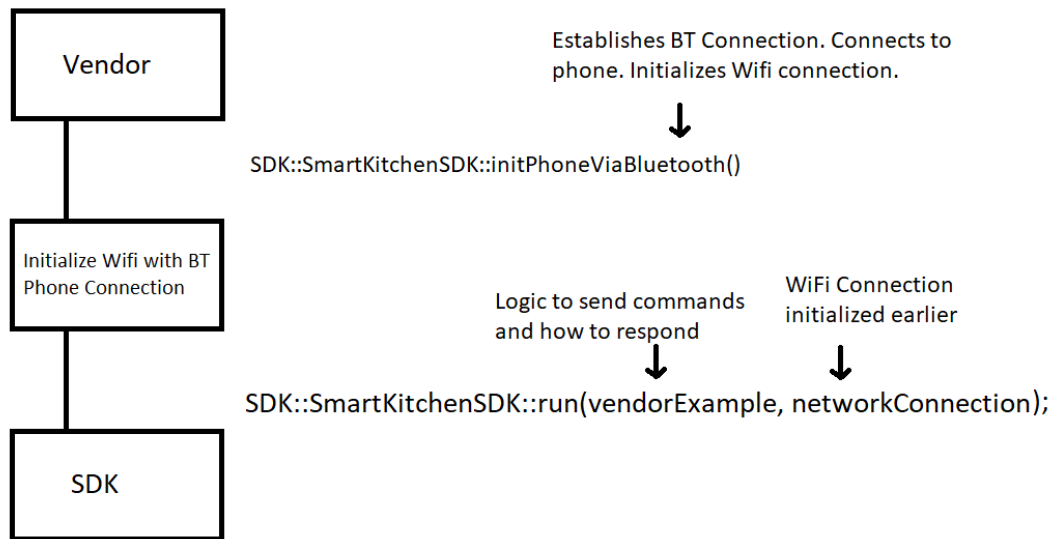 Vendor
Establishes BT Connection. Connects to
phone. Initializes Wifi connection.
SDK::SmartKitchenSDK::initPhoneViaBluetooth()
Initialize Wifi with BT
Phone Connection
Logic to send commands
and how to respond
WiFi Connection
initialized earlier
SDK::SmartKitchenSDK::run(vendorExample, networkConnection);
SDK